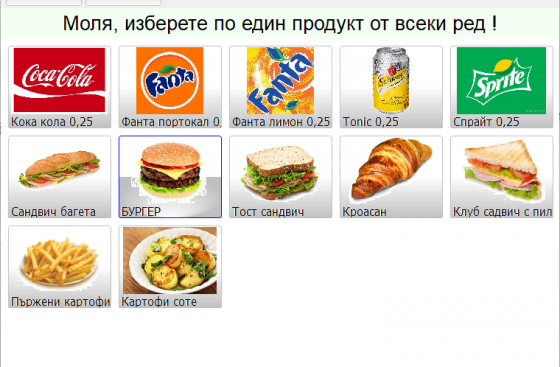 Моля, изберете по един продукт от всеки ред !
Coca-Cola
Fanta
Fanta
Schweppes
Sprite
Кока кола 0,25
Фанта портокал 0,
Фанта лимон 0,25
Tonic 0,25
Спрайт 0,25
Сандвич багета
БУРГЕР
Тост сандвич
Кроасан
Клуб садвич с пил
Пържени картофи
Картофи соте